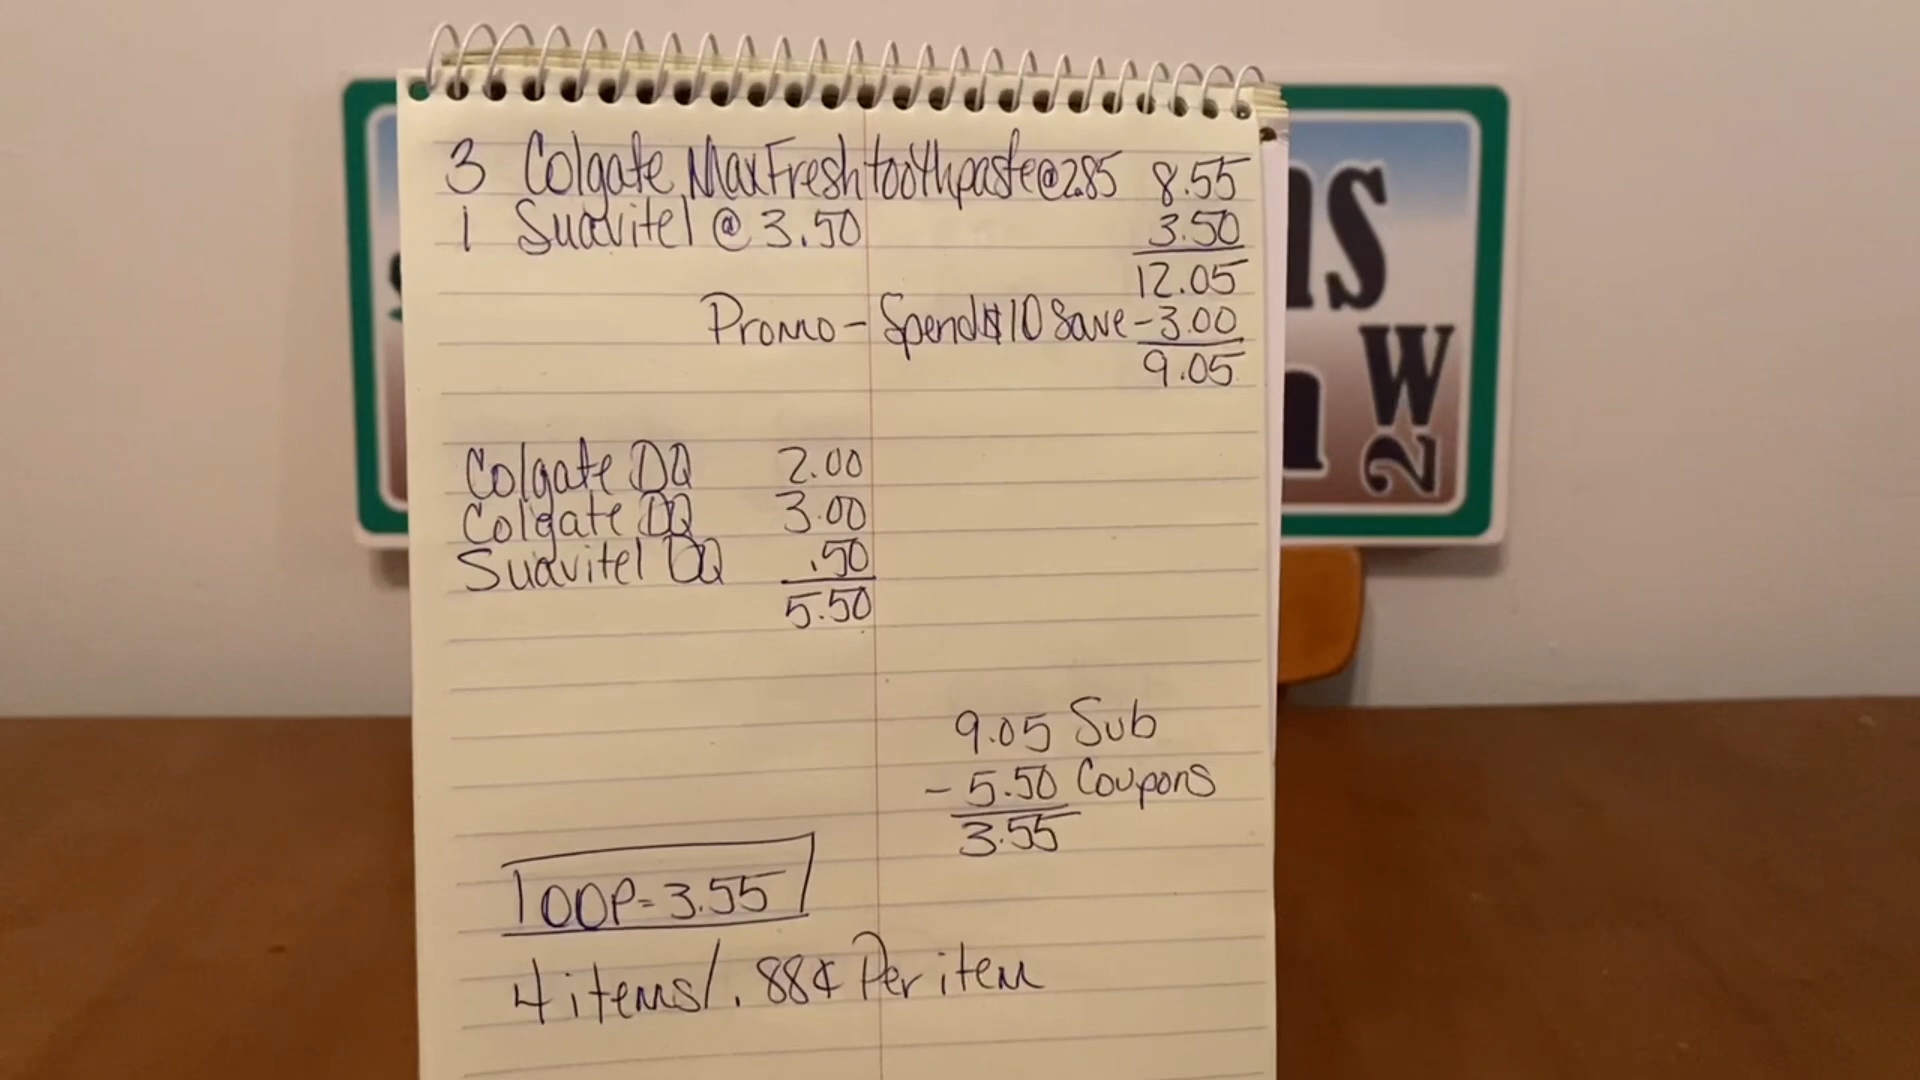 3 Colgate MaxFresh toothpaste @2.85 8.55
1 Suavitel @ 3.50 3.50
12.05
Promo - Spend $10 Save -3.00
9.05
Colgate DQ 2.00
Colgate DQ 3.00
Suavitel DQ .50
5.50
9.05 Sub
- 5.50 Coupons
3.55
OOP= 3.55
4 items/. 88¢ Per item
W
2